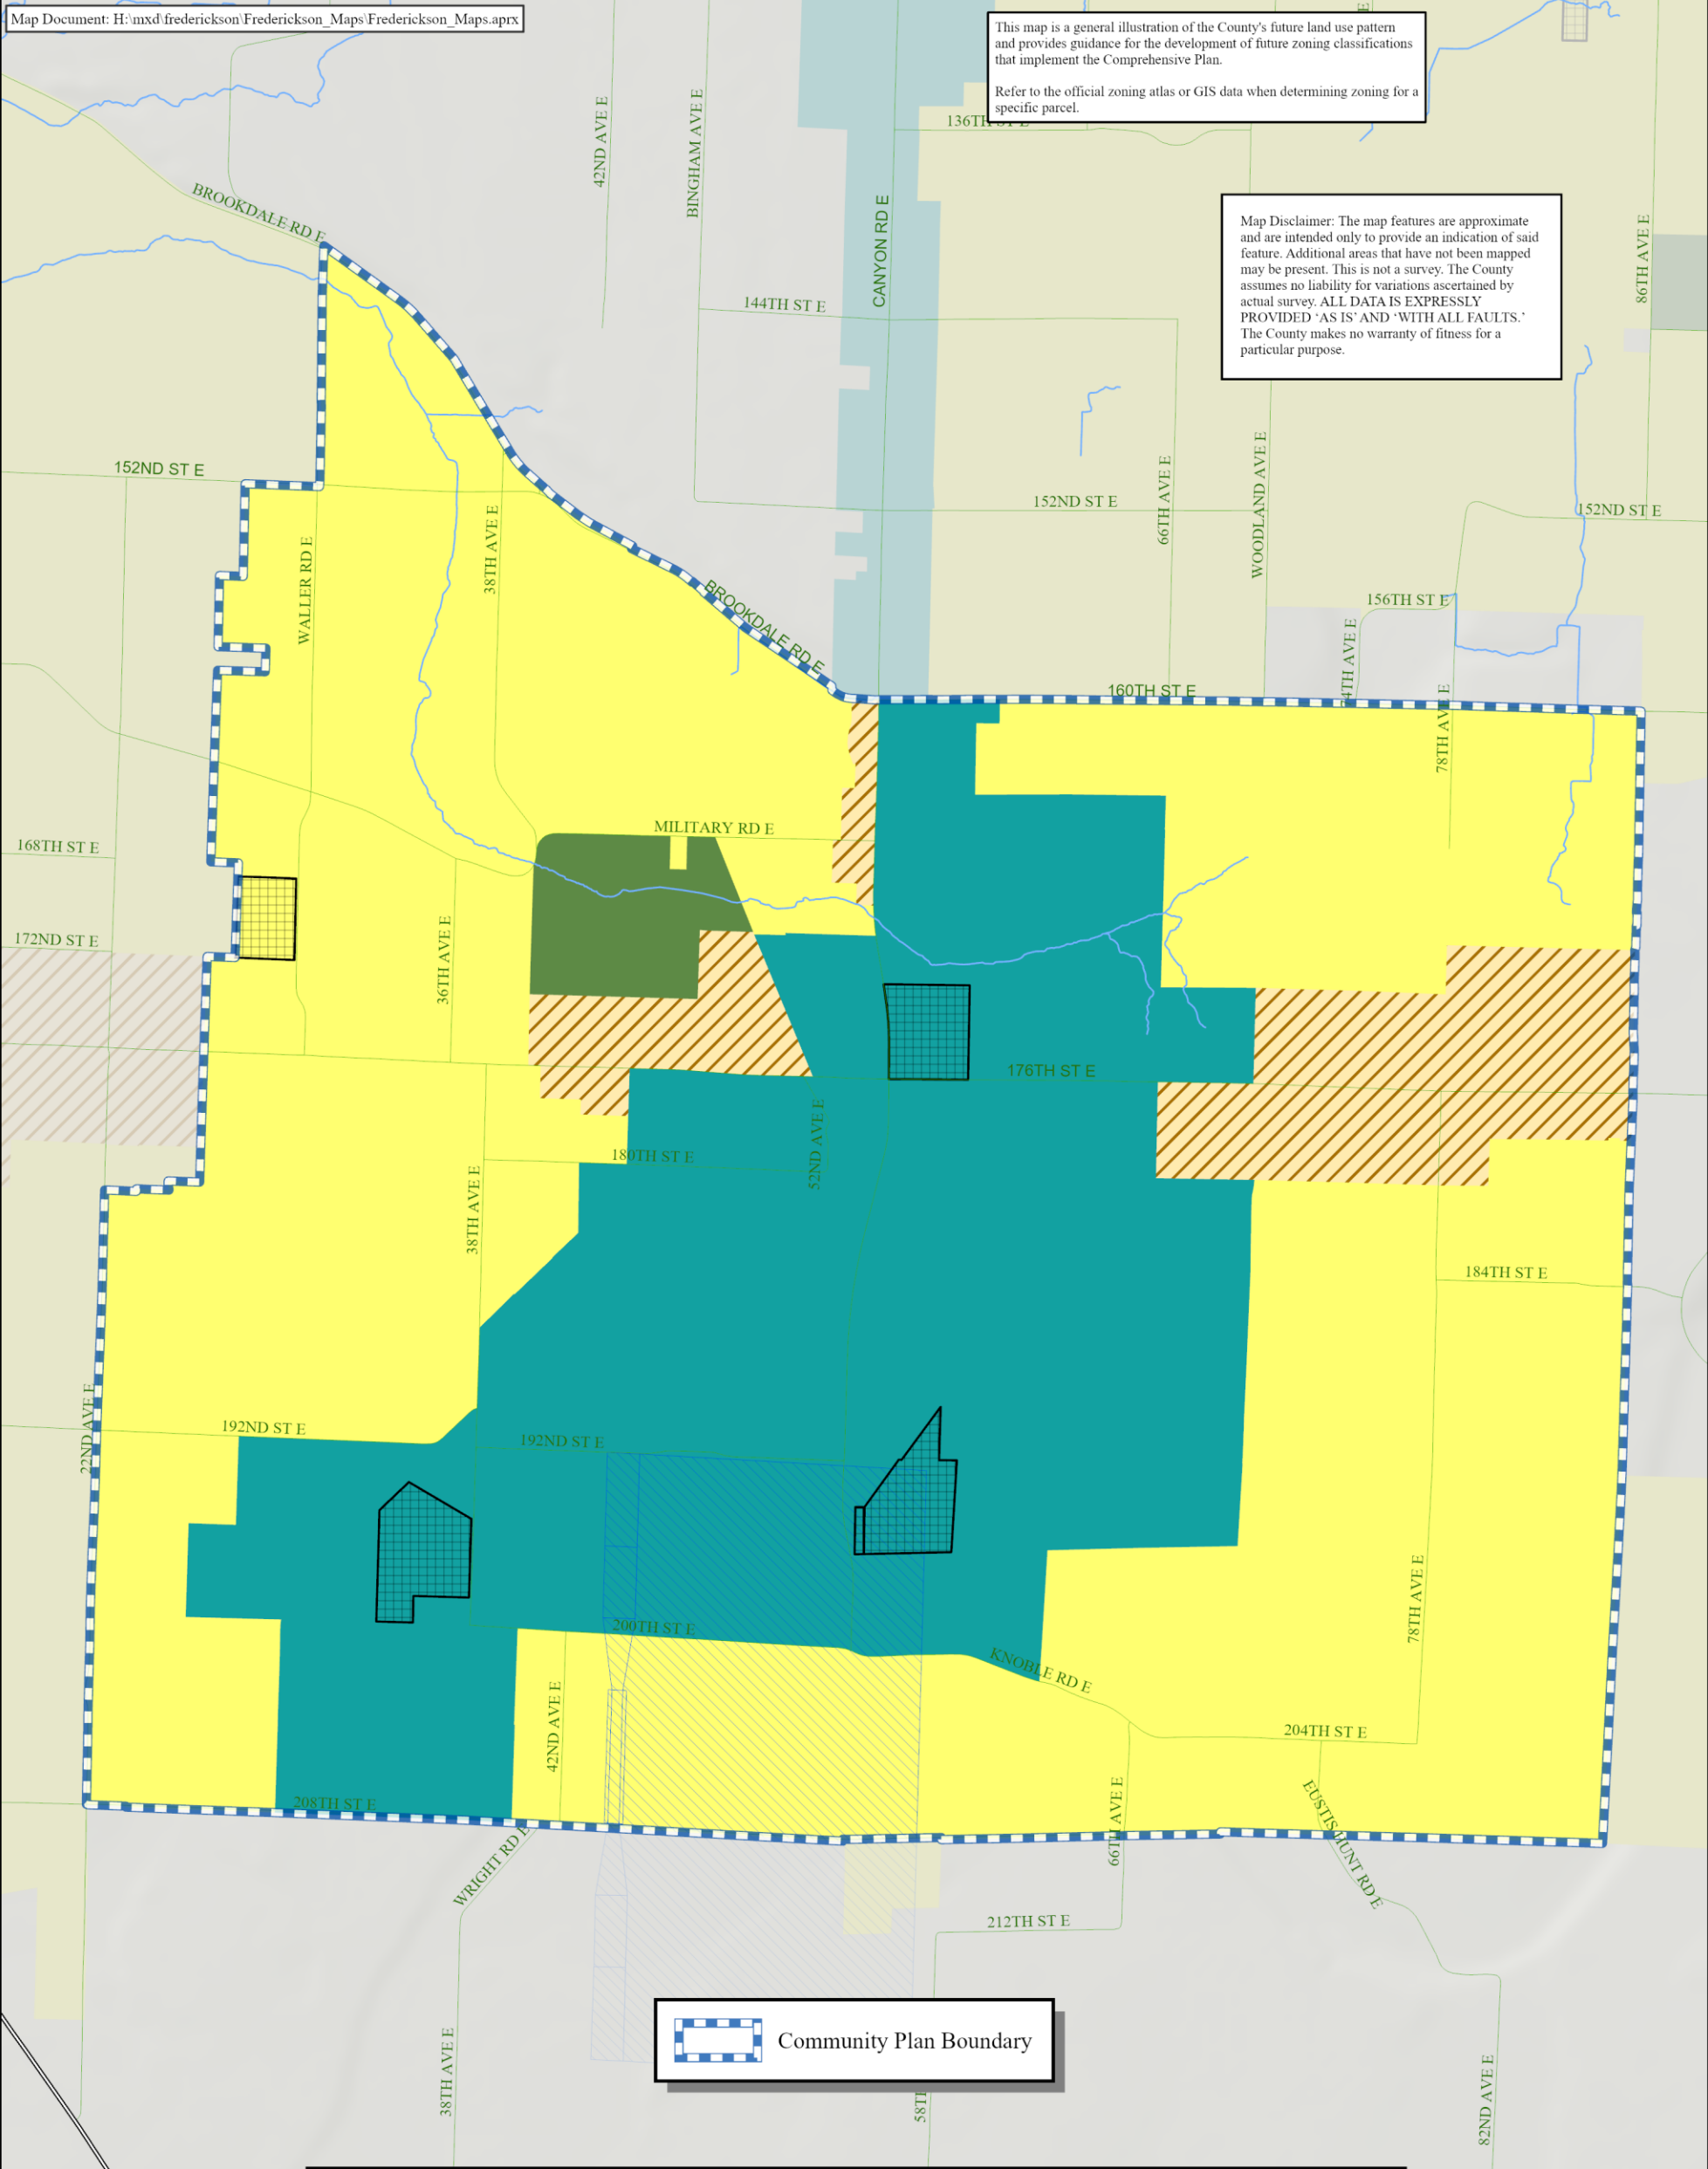 Map Document: H:\mxd\frederickson\Frederickson_Maps\Frederickson_Maps.aprx
This map is a general illustration of the County's future land use pattern
and provides guidance for the development of future zoning classifications
that implement the Comprehensive Plan.
Refer to the official zoning atlas or GIS data when determining zoning for a
specific parcel.
136TH ST E
42ND AVE E
BINGHAM AVE E
CANYON RD E
BROOKDALE RD E
86TH AVE E
Map Disclaimer: The map features are approximate
and are intended only to provide an indication of said
feature. Additional areas that have not been mapped
may be present. This is not a survey. The County
assumes no liability for variations ascertained by
actual survey. ALL DATA IS EXPRESSLY
PROVIDED ‘AS IS’ AND ‘WITH ALL FAULTS.’
The County makes no warranty of fitness for a
particular purpose.
144TH ST E
152ND ST E
152ND ST E
152ND ST E
66TH AVE E
WOODLAND AVE E
38TH AVE E
WALLER RD E
BROOKDALE RD E
156TH ST E
74TH AVE E
160TH ST E
78TH AVE E
MILITARY RD E
168TH ST E
172ND ST E
36TH AVE E
176TH ST E
52ND AVE E
180TH ST E
38TH AVE E
184TH ST E
22ND AVE E
192ND ST E
192ND ST E
78TH AVE E
200TH ST E
KNOBLE RD E
42ND AVE E
204TH ST E
66TH AVE E
EUSTIS HUNT RD E
208TH ST E
WRIGHT RD E
212TH ST E
Community Plan Boundary
38TH AVE E
82ND AVE E